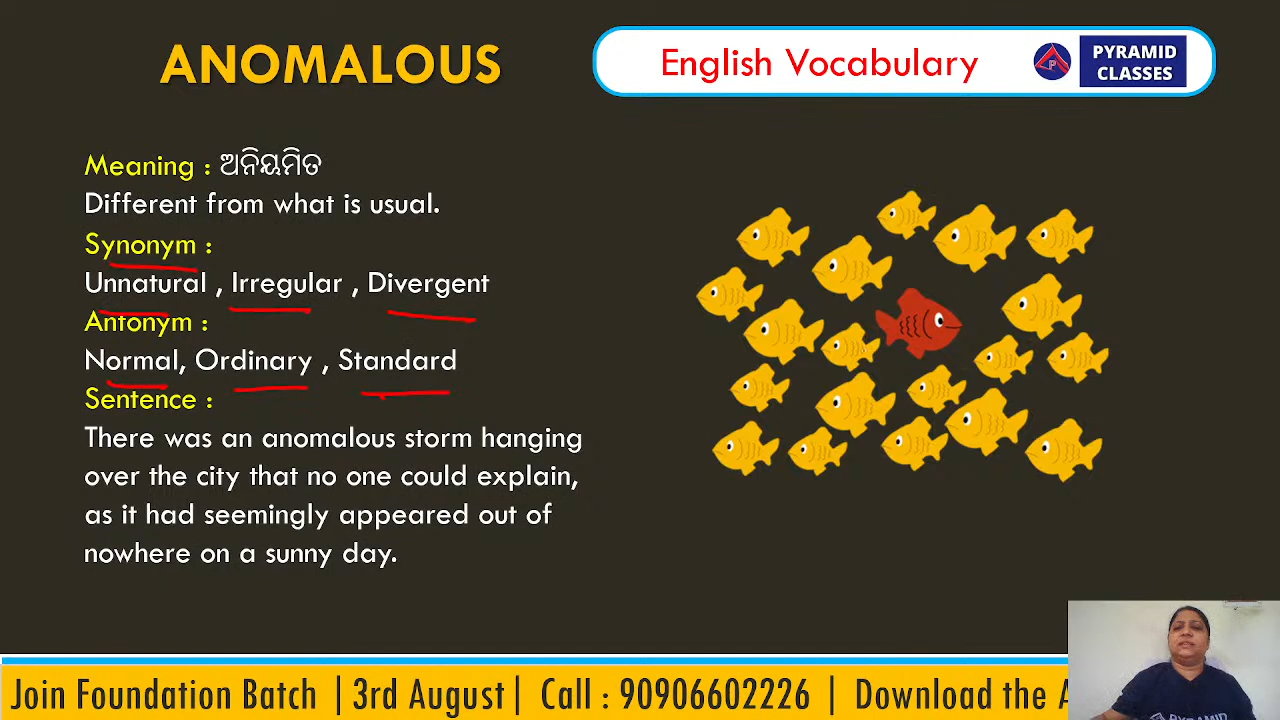 ANOMALOUS
English Vocabulary
PYRAMID
CLASSES
Meaning : ଅନିୟମିତ
Different from what is usual.
Synonym :
Unnatural , Irregular , Divergent
Antonym :
Normal, Ordinary , Standard
Sentence :
There was an anomalous storm hanging
over the city that no one could explain,
as it had seemingly appeared out of
nowhere on a sunny day.
Join Foundation Batch |3rd August| Call : 90906602226 | Download the A
PYRAMID